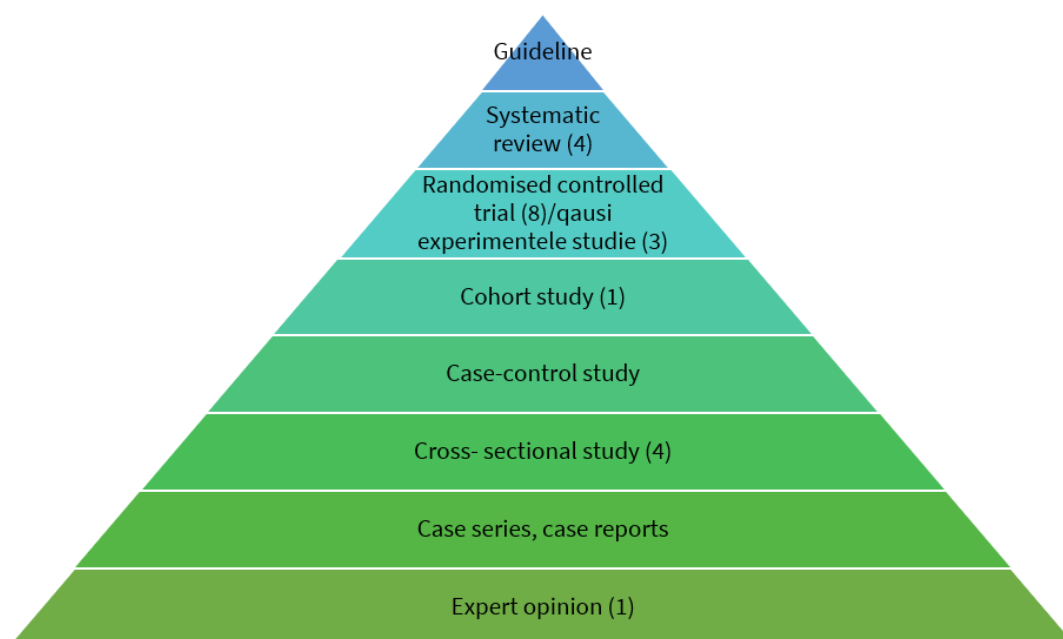 Guideline
Systematic
review (4)
Randomised controlled
trial (8)/qausi
experimentele studie (3)
Cohort study (1)
Case-control study
Cross- sectional study (4)
Case series, case reports
Expert opinion (1)